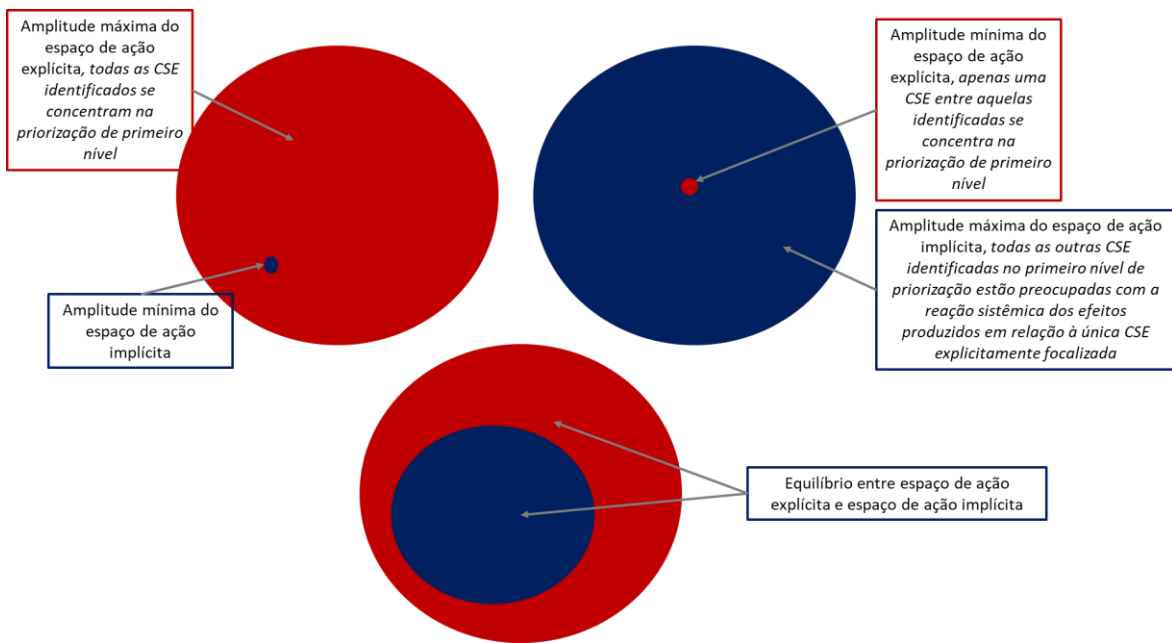 Amplitude máxima do
espaço de ação
explícita, todas as CSE
identificados se
concentram na
priorização de primeiro
nível
Amplitude mínima do
espaço de ação
implícita
Amplitude mínima do
espaço de ação
explícita, apenas uma
CSE entre aquelas
identificadas se
concentra na
priorização de primeiro
nível
Amplitude máxima do espaço de ação
implícita, todas as outras CSE
identificadas no primeiro nível de
priorização estão preocupadas com a
reação sistêmica dos efeitos
produzidos em relação à única CSE
explicitamente focalizada
Equilíbrio entre espaço de ação
explícita e espaço de ação implícita